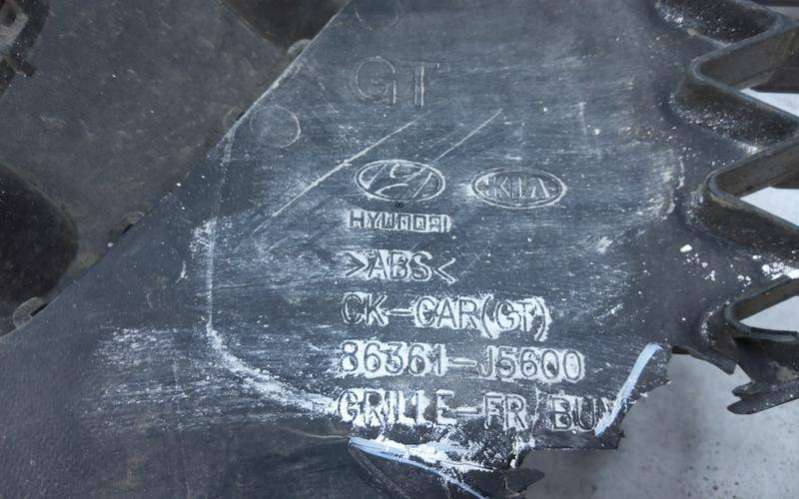 GT
KIA
HYUNDAI
>ABS<
CK-CAR(GT)
86361-J5600
GRILLE-FR/BU